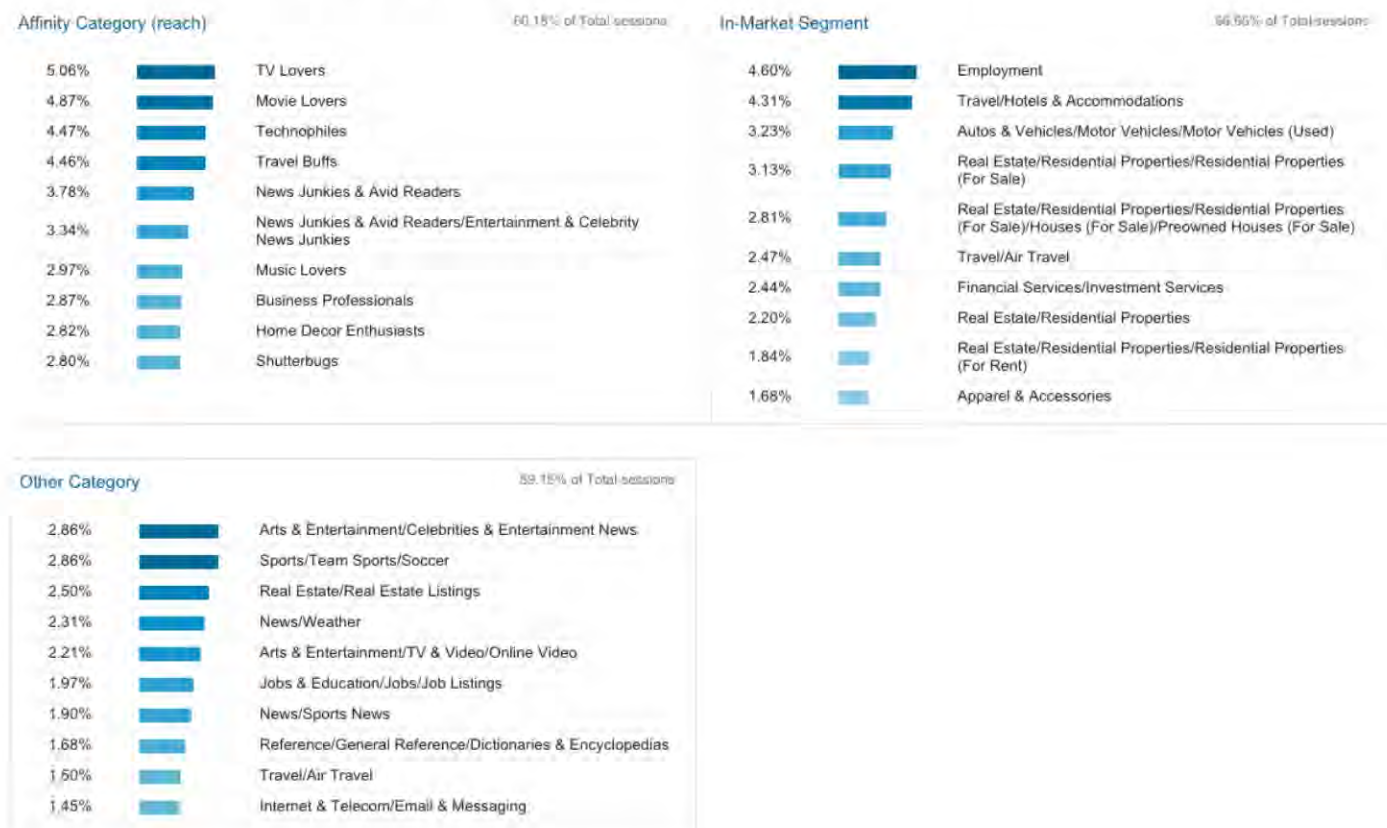 Affinity Category (reach)
60.18% of Total sessions
5.06% TV Lovers
4.87% Movie Lovers
4.47% Technophiles
4.46% Travel Buffs
3.78% News Junkies & Avid Readers
3.34% News Junkies & Avid Readers/Entertainment & Celebrity
News Junkies
2.97% Music Lovers
2.87% Business Professionals
2.82% Home Decor Enthusiasts
2.80% Shutterbugs
In-Market Segment
of Total sessions
4.60% Employment
4.31% Travel/Hotels & Accommodations
3.23% Autos & Vehicles/Motor Vehicles/Motor Vehicles (Used)
3.13% Real Estate/Residential Properties/Residential Properties
(For Sale)
2.81% Real Estate/Residential Properties/Residential Properties
(For Sale)/Houses (For Sale)/Preowned Houses (For Sale)
2.47% Travel/Air Travel
2.44% Financial Services/Investment Services
2.20% Real Estate/Residential Properties
1.84% Real Estate/Residential Properties/Residential Properties
(For Rent)
1.68% Apparel & Accessories
Other Category
59.15% of Total sessions
2.86% Arts & Entertainment/Celebrities & Entertainment News
2.86% Sports/Team Sports/Soccer
2.50% Real Estate/Real Estate Listings
2.31% News/Weather
2.21% Arts & Entertainment/TV & Video/Online Video
1.97% Jobs & Education/Jobs/Job Listings
1.90% News/Sports News
1.68% Reference/General Reference/Dictionaries & Encyclopedias
1.50% Travel/Air Travel
1.45% Internet & Telecom/Email & Messaging